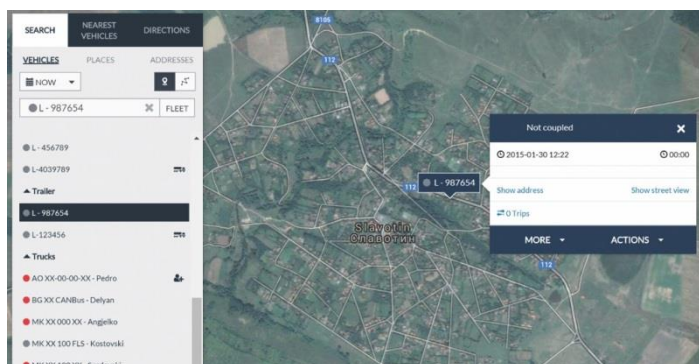 SEARCH
NEAREST VEHICLES
DIRECTIONS
VEHICLES
PLACES
ADDRESSES
NOW
L - 987654
FLEET
L - 456789
L-4039789
Trailer
L - 987654
L-123456
Trucks
AO XX-00-00-XX - Pedro
BG XX CANBus - Delyan
MK XX 000 XX - Angjelko
MK XX 100 FLS - Kostovski
8105
112
112
112
L - 987654
112
Slavotin
Славотин
Not coupled
2015-01-30 12:22
00:00
Show address
Show street view
0 Trips
MORE
ACTIONS